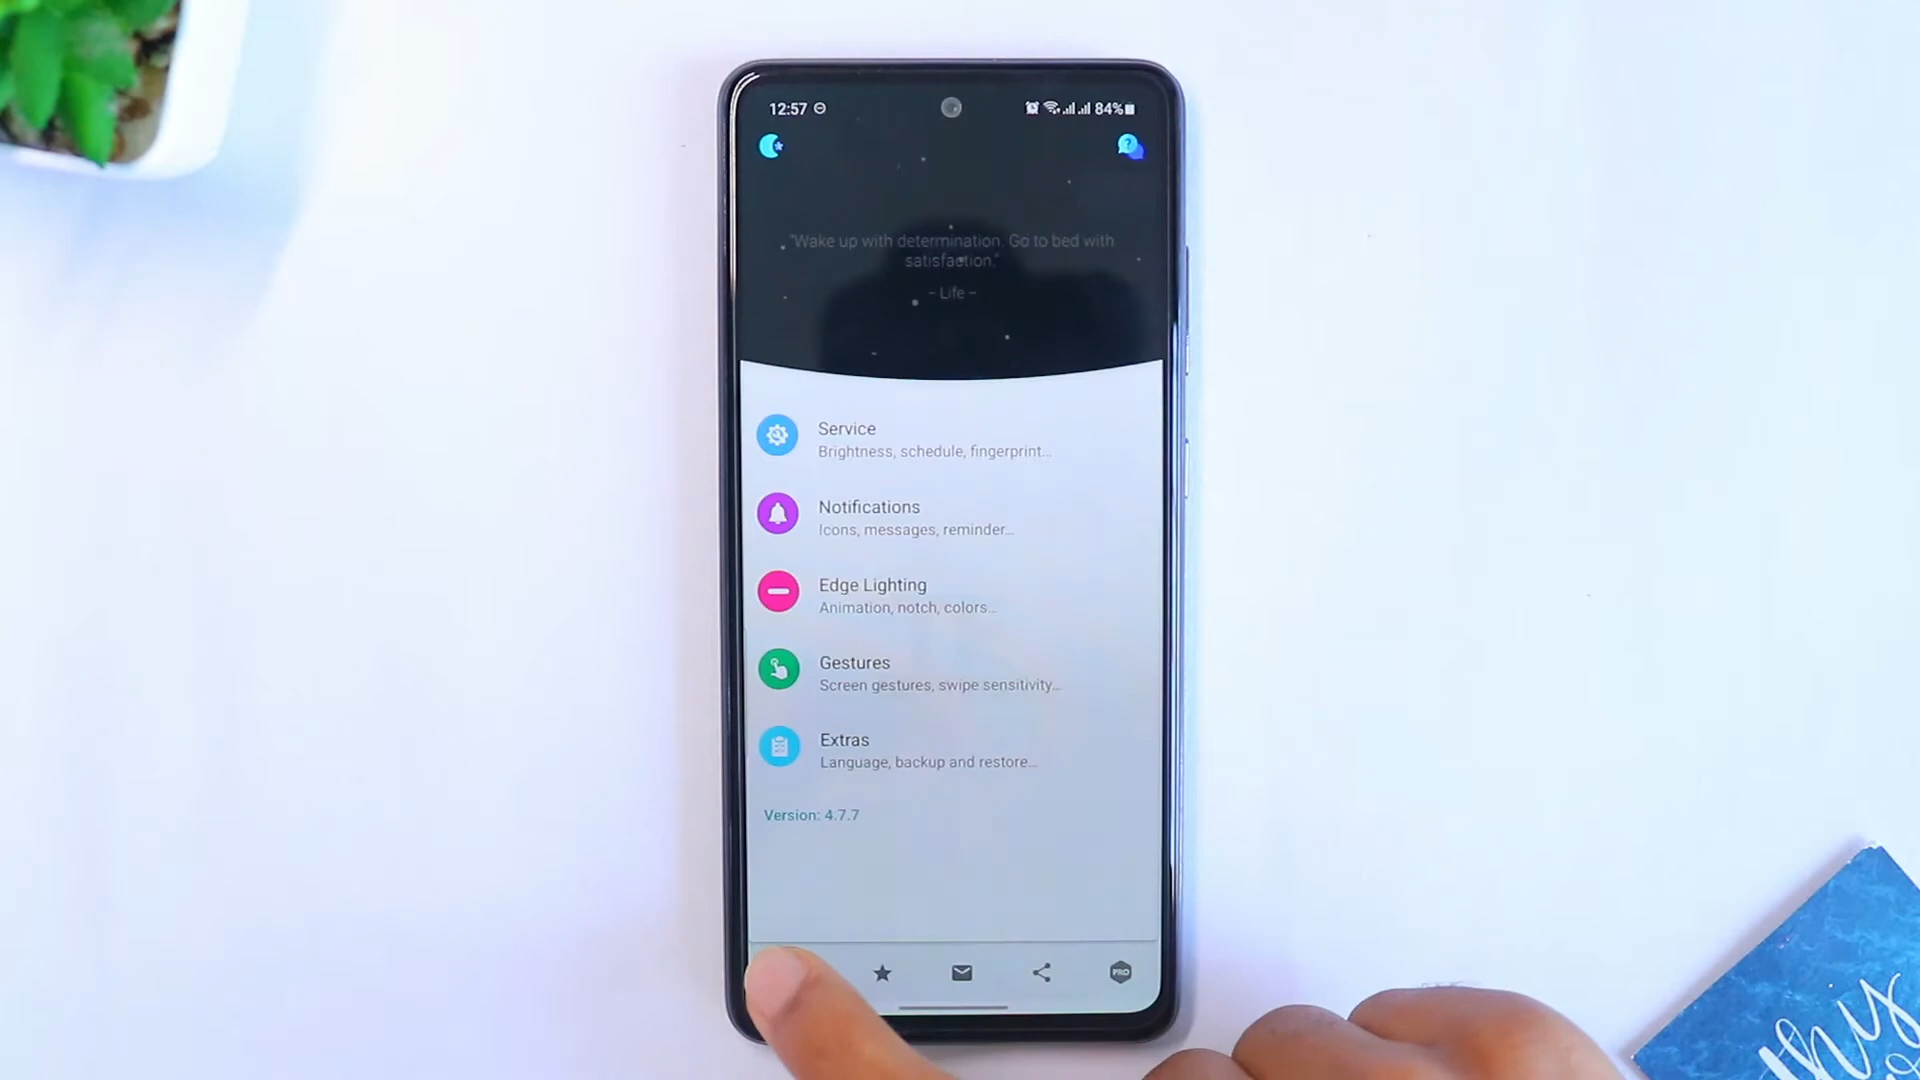 12:57
84%
?
"Wake up with determination. Go to bed with
satisfaction."
~ Life ~
Service
Brightness, schedule, fingerprint...
Notifications
Icons, messages, reminder...
Edge Lighting
Animation, notch, colors...
Gestures
Screen gestures, swipe sensitivity...
Extras
Language, backup and restore...
Version: 4.7.7
PRO